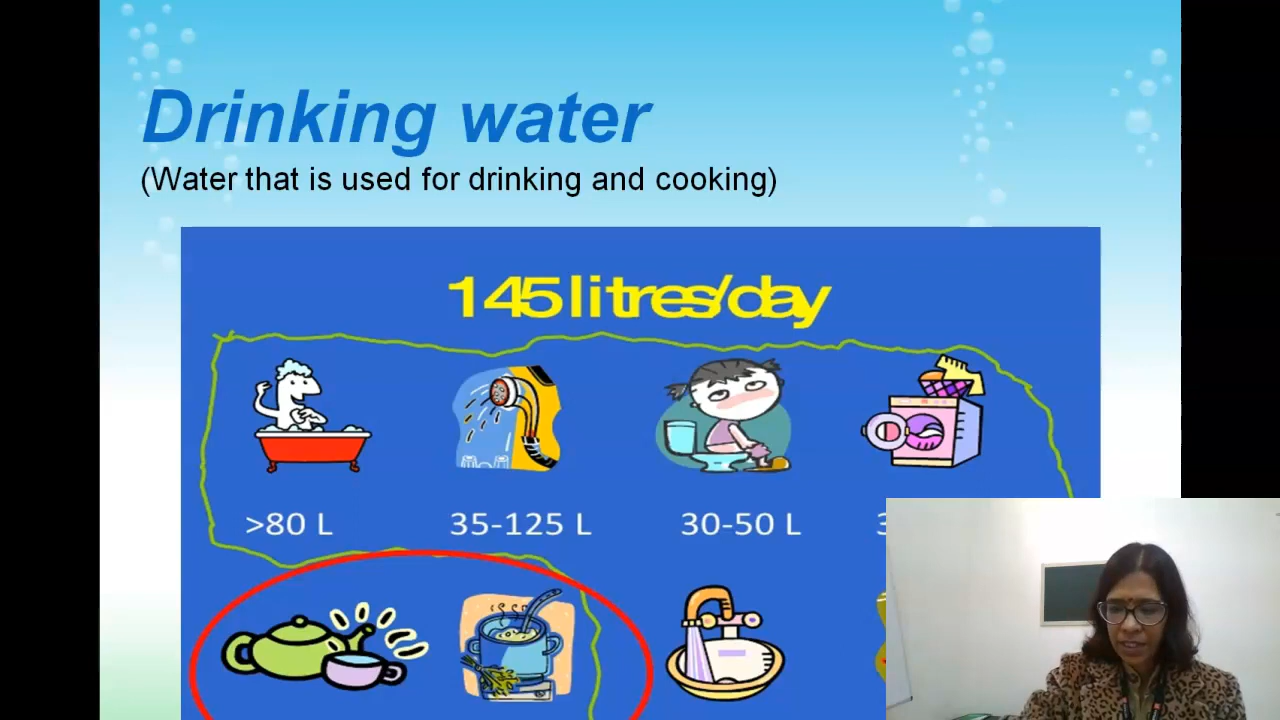 Drinking water
(Water that is used for drinking and cooking)
145 litres/day
>80 L
35-125 L
30-50 L